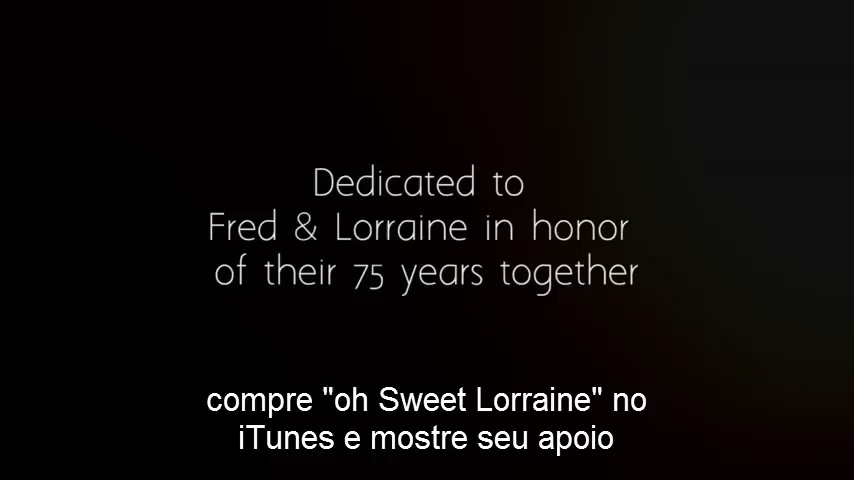 Dedicated to
Fred & Lorraine in honor
of their 75 years together
compre "oh Sweet Lorraine" no
iTunes e mostre seu apoio